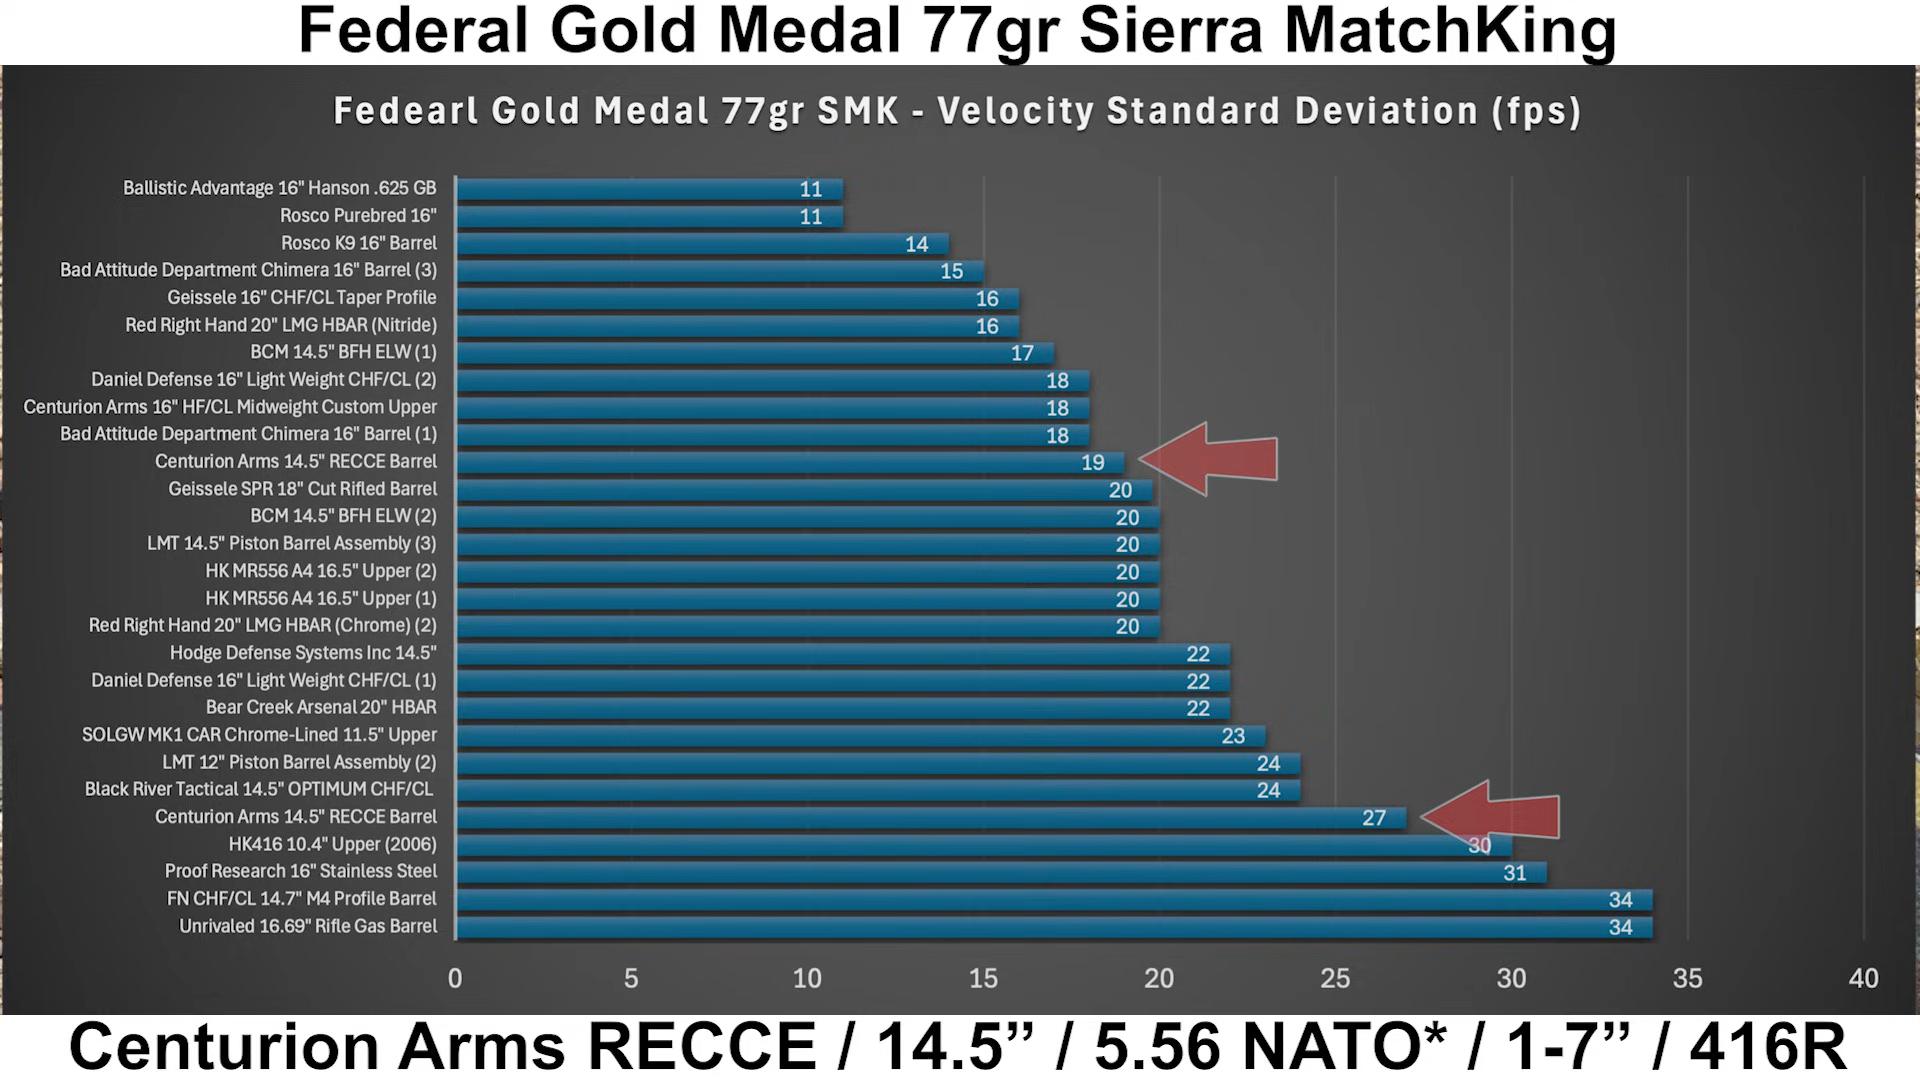 Federal Gold Medal 77gr Sierra MatchKing
Fedearl Gold Medal 77gr SMK - Velocity Standard Deviation (fps)
Ballistic Advantage 16" Hanson .625 GB 11
Rosco Purebred 16" 11
Rosco K9 16" Barrel 14
Bad Attitude Department Chimera 16" Barrel (3) 15
Geissele 16" CHF/CL Taper Profile 16
Red Right Hand 20" LMG HBAR (Nitride) 16
BCM 14.5" BFH ELW (1) 17
Daniel Defense 16" Light Weight CHF/CL (2) 18
Centurion Arms 16" HF/CL Midweight Custom Upper 18
Bad Attitude Department Chimera 16" Barrel (1) 18
Centurion Arms 14.5" RECCE Barrel 19
Geissele SPR 18" Cut Rifled Barrel 20
BCM 14.5" BFH ELW (2) 20
LMT 14.5" Piston Barrel Assembly (3) 20
HK MR556 A4 16.5" Upper (2) 20
HK MR556 A4 16.5" Upper (1) 20
Red Right Hand 20" LMG HBAR (Chrome) (2) 20
Hodge Defense Systems Inc 14.5" 22
Daniel Defense 16" Light Weight CHF/CL (1) 22
Bear Creek Arsenal 20" HBAR 22
SOLGW MK1 CAR Chrome-Lined 11.5" Upper 23
LMT 12" Piston Barrel Assembly (2) 24
Black River Tactical 14.5" OPTIMUM CHF/CL 24
Centurion Arms 14.5" RECCE Barrel 27
HK416 10.4" Upper (2006) 30
Proof Research 16" Stainless Steel 31
FN CHF/CL 14.7" M4 Profile Barrel 34
Unrivaled 16.69" Rifle Gas Barrel 34
0 5 10 15 20 25 30 35 40
Centurion Arms RECCE / 14.5” / 5.56 NATO* / 1-7” / 416R